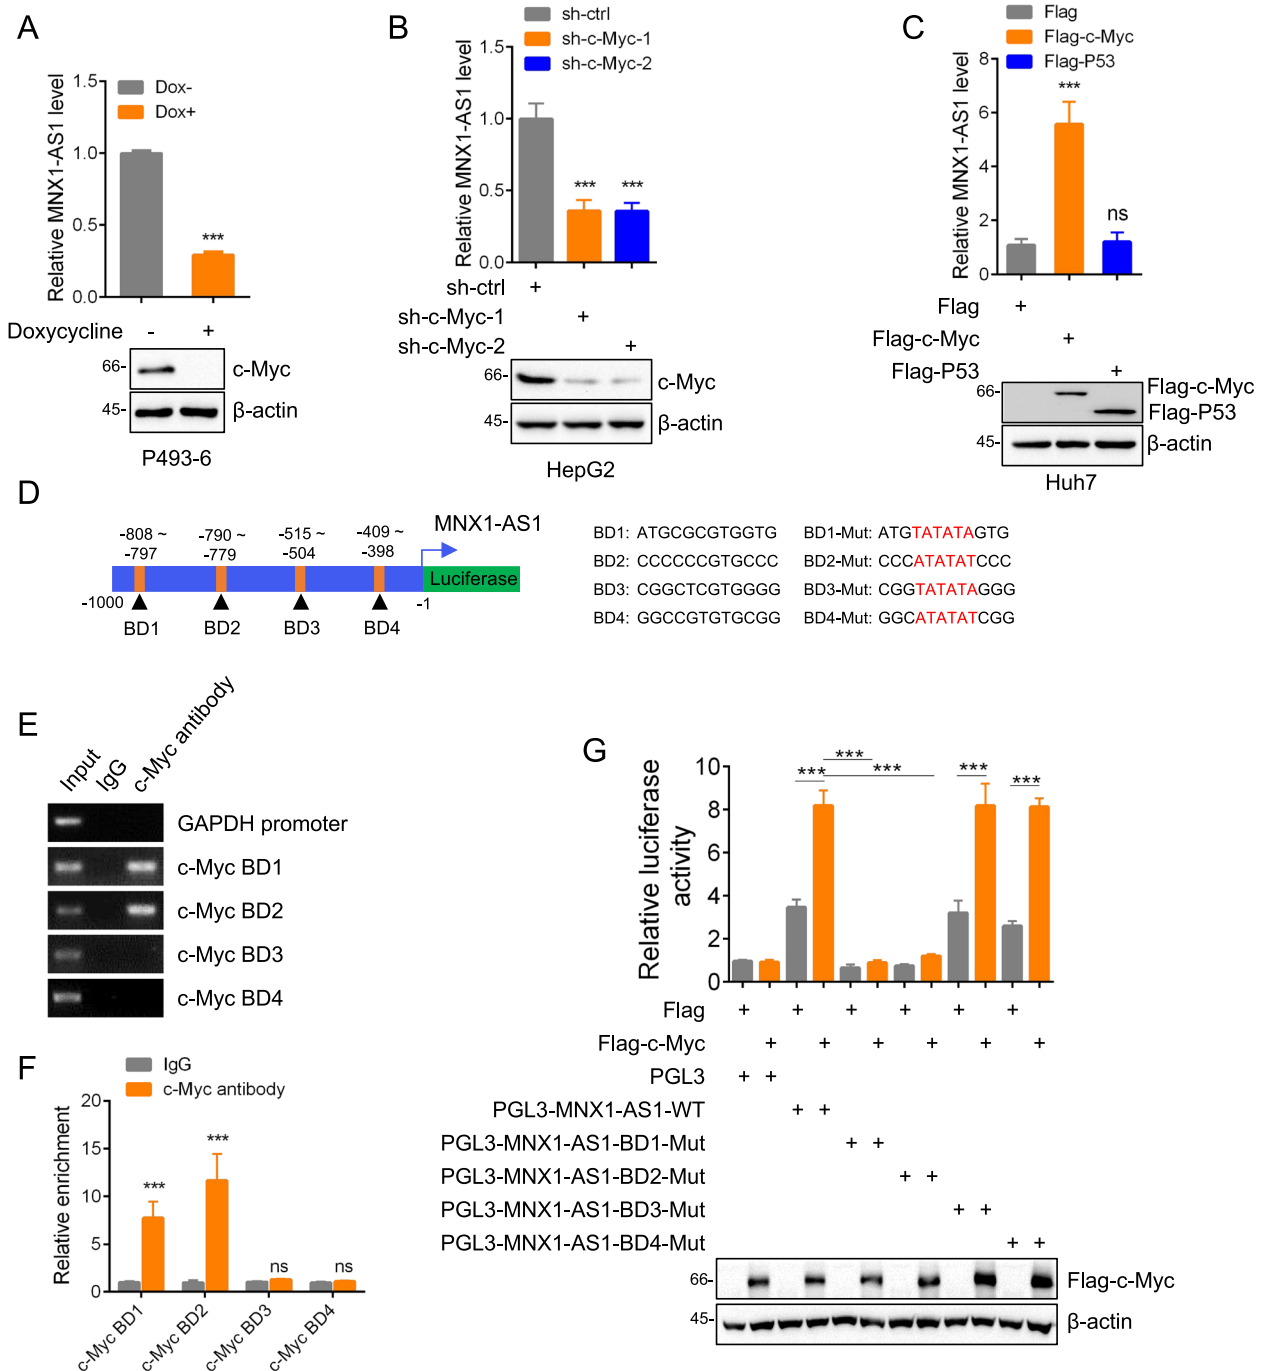 A
Relative MNX1-AS1 level
1.5
1.0
0.5
0.0
Dox-
Dox+
***
Doxycycline - +
66-
c-Myc
45-
β-actin
P493-6
B
sh-ctrl
sh-c-Myc-1
sh-c-Myc-2
Relative MNX1-AS1 level
1.5
1.0
0.5
0.0
*** ***
sh-ctrl +
sh-c-Myc-1 +
sh-c-Myc-2 +
66-
c-Myc
45-
β-actin
HepG2
C
Flag
Flag-c-Myc
Flag-P53
Relative MNX1-AS1 level
8
6
4
2
0
***
ns
Flag +
Flag-c-Myc +
Flag-P53 +
66-
Flag-c-Myc
Flag-P53
45-
β-actin
Huh7
D
-808 ~ -790 ~ -515 ~ -409 ~
-797 -779 -504 -398
MNX1-AS1
Luciferase
-1000 -1
BD1 BD2 BD3 BD4
BD1: ATGCGCGTGGTG BD1-Mut: ATGTATATAGTG
BD2: CCCCCCGTGCCC BD2-Mut: CCCATATATCCC
BD3: CGGCTCGTGGGG BD3-Mut: CGGTATATAGGG
BD4: GGCCGTGTGCGG BD4-Mut: GGCATATATCGG
E
Input IgG c-Myc antibody
GAPDH promoter
c-Myc BD1
c-Myc BD2
c-Myc BD3
c-Myc BD4
F
IgG
c-Myc antibody
Relative enrichment
20
15
10
5
0
*** *** ns ns
c-Myc BD1 c-Myc BD2 c-Myc BD3 c-Myc BD4
G
Relative luciferase
activity
10
8
6
4
2
0
***
*** *** *** ***
Flag + + + + + +
Flag-c-Myc + + + + + +
PGL3 + +
PGL3-MNX1-AS1-WT + +
PGL3-MNX1-AS1-BD1-Mut + +
PGL3-MNX1-AS1-BD2-Mut + +
PGL3-MNX1-AS1-BD3-Mut + +
PGL3-MNX1-AS1-BD4-Mut + +
66-
Flag-c-Myc
45-
β-actin